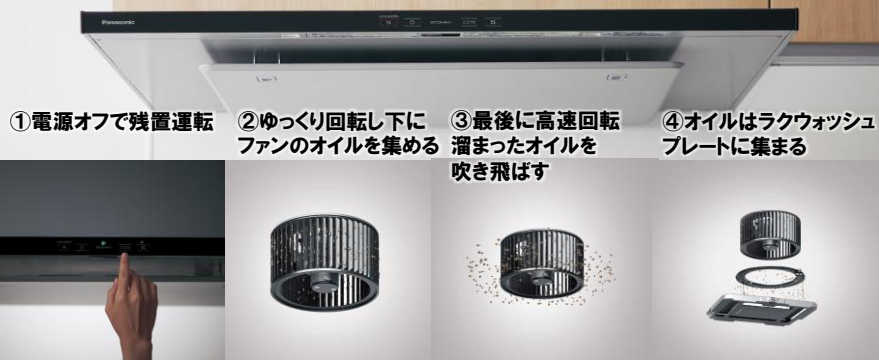 Panasonic
①電源オフで残置運転
②ゆっくり回転し下に
ファンのオイルを集める
③最後に高速回転
溜まったオイルを
吹き飛ばす
④オイルはラクウォッシュ
プレートに集まる